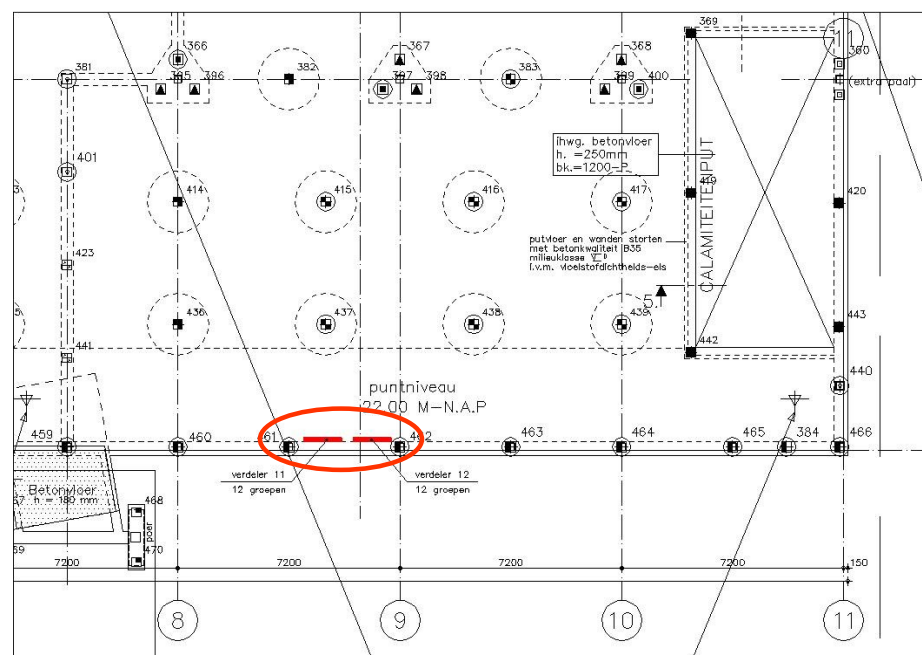 369
11
366
367
368
360
381
382
383
385 396
397 398
399 400
(extra paal)
ihwg. betonvloer
h. =250mm
bk.=1200-P
CALAMITEITENPUT
401
414
415
416
417
419
420
putvloer en wanden storten
met betonkwaliteit B35
milieuklasse
i.v.m. vloeistofdichtheids-eis
423
5.
436
437
438
439
443
441
442
440
puntniveau
22.00 M-N.A.P
459
460
461
462
463
464
465
384
466
verdeler 11
12 groepen
verdeler 12
12 groepen
Betonvloer
h = 180 mm
468
poer
470
7200
7200
7200
7200
150
8
9
10
11